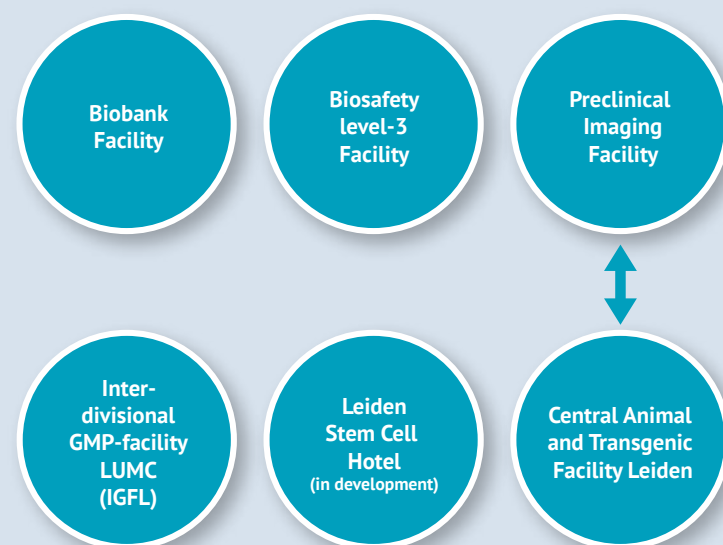 Biobank
Facility
Biosafety
level-3
Facility
Preclinical
Imaging
Facility
Inter-
divisional
GMP-facility
LUMC
(IGFL)
Leiden
Stem Cell
Hotel
(in development)
Central Animal
and Transgenic
Facility Leiden